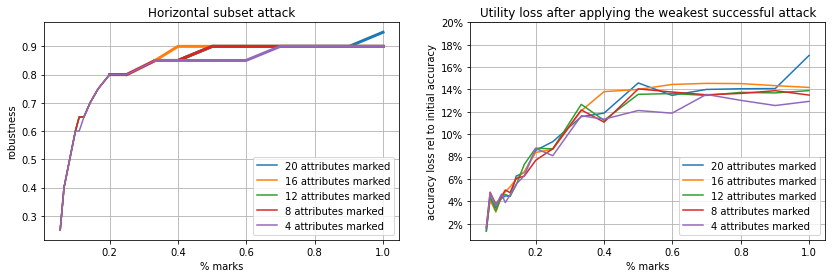 Horizontal subset attack
robustness
0.9
0.8
0.7
0.6
0.5
0.4
0.3
0.2
0.4
0.6
0.8
1.0
% marks
20 attributes marked
16 attributes marked
12 attributes marked
8 attributes marked
4 attributes marked
Utility loss after applying the weakest successful attack
accuracy loss rel to initial accuracy
20%
18%
16%
14%
12%
10%
8%
6%
4%
2%
0.2
0.4
0.6
0.8
1.0
% marks
20 attributes marked
16 attributes marked
12 attributes marked
8 attributes marked
4 attributes marked